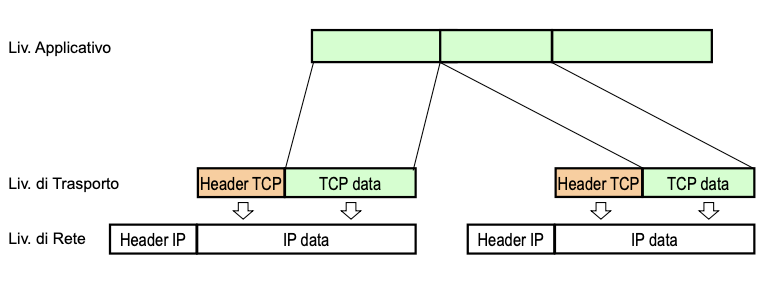 Liv. Applicativo
Liv. di Trasporto
Header TCP
TCP data
Header TCP
TCP data
Liv. di Rete
Header IP
IP data
Header IP
IP data